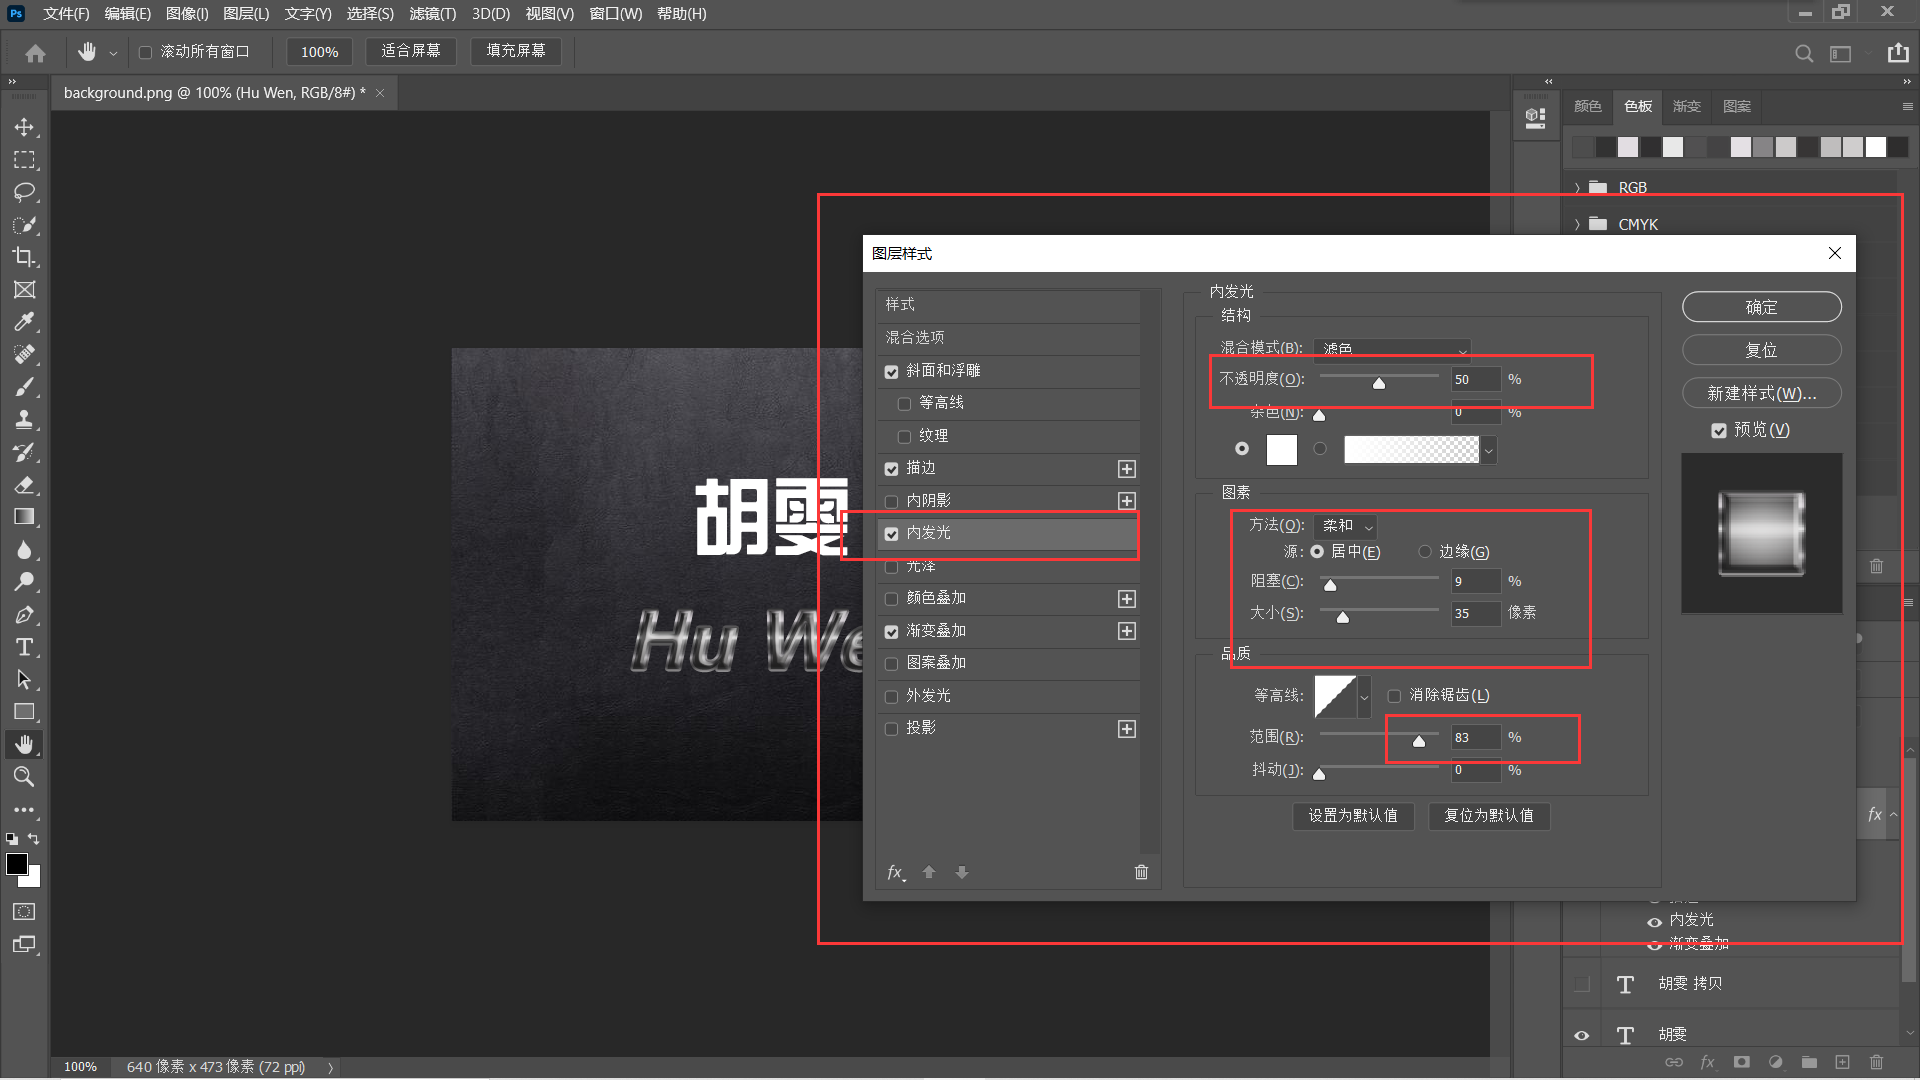 Ps 文件(F) 编辑(E) 图像(I) 图层(L) 文字(Y) 选择(S) 滤镜(T) 3D(D) 视图(V) 窗口(W) 帮助(H)
滚动所有窗口 100% 适合屏幕 填充屏幕
background.png @ 100% (Hu Wen, RGB/8#) *
颜色 色板 渐变 图案
RGB
CMYK
图层样式
样式
混合选项
斜面和浮雕
等高线
纹理
描边
内阴影
内发光
光泽
颜色叠加
渐变叠加
图案叠加
外发光
投影
fx
内发光
结构
混合模式(B): 滤色
不透明度(O): 50 %
杂色(N): 0 %
图素
方法(Q): 柔和
源: 居中(E) 边缘(G)
阻塞(C): 9 %
大小(S): 35 像素
品质
等高线: 消除锯齿(L)
范围(R): 83 %
抖动(J): 0 %
设置为默认值 复位为默认值
确定
复位
新建样式(W)...
预览(V)
胡雯
Hu We
fx
内发光
渐变叠加
T 胡雯 拷贝
T 胡雯
fx
100% 640 像素 x 473 像素 (72 ppi)